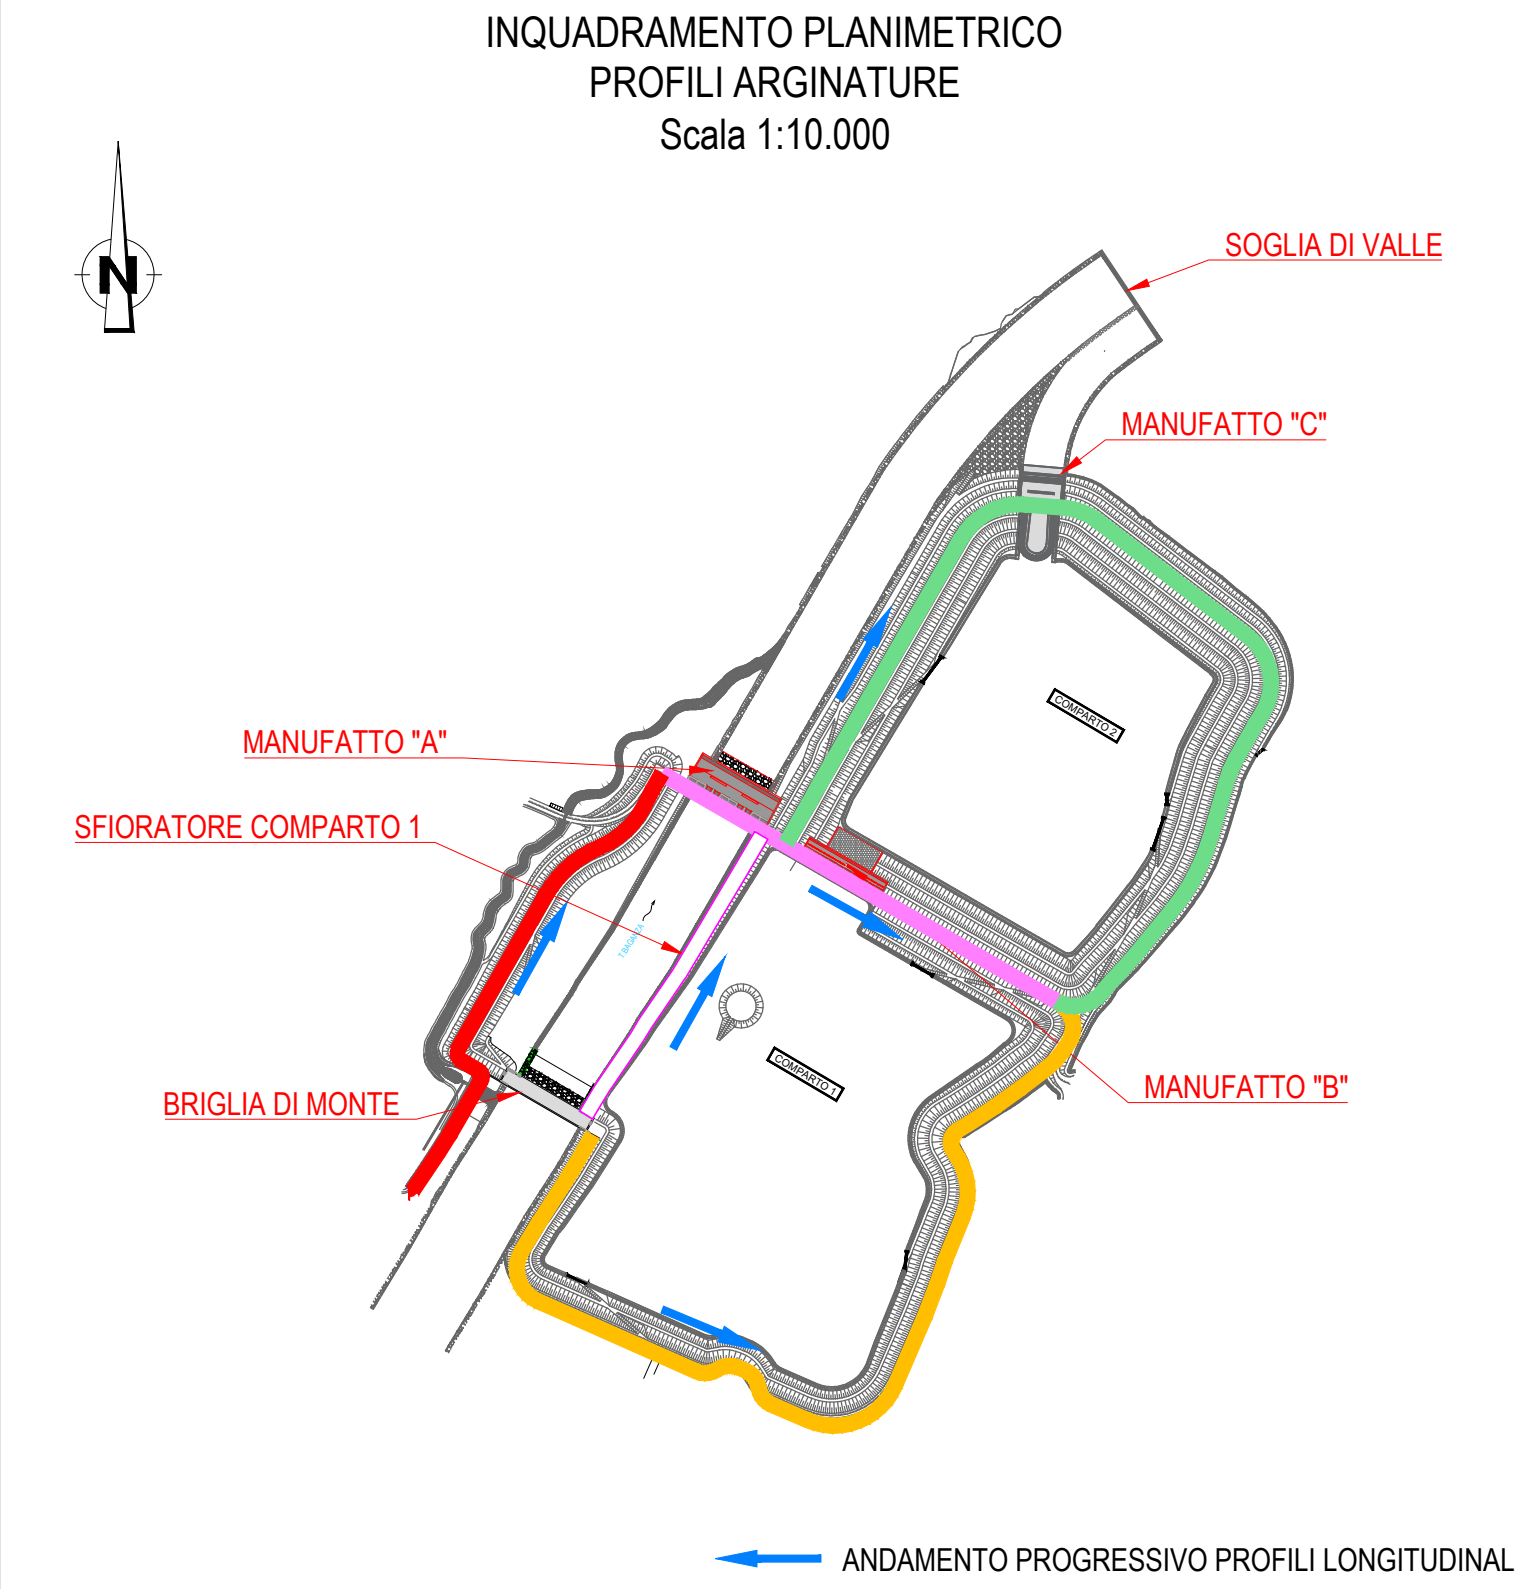 INQUADRAMENTO PLANIMETRICO
PROFILI ARGINATURE
Scala 1:10.000
N
SOGLIA DI VALLE
MANUFATTO "C"
COMPARTO 2
MANUFATTO "A"
SFIORATORE COMPARTO 1
T.BAGANZA
COMPARTO 1
MANUFATTO "B"
BRIGLIA DI MONTE
ANDAMENTO PROGRESSIVO PROFILI LONGITUDINAL